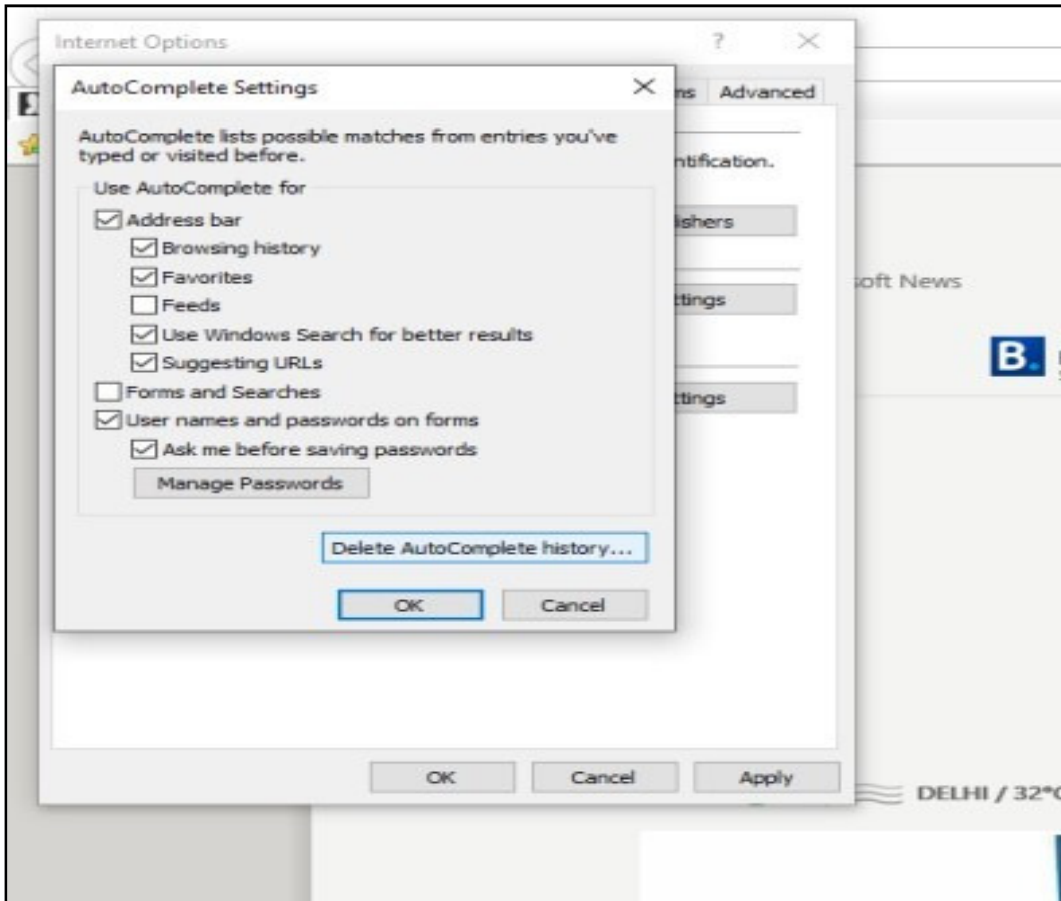 Internet Options
?
AutoComplete Settings
ns Advanced
AutoComplete lists possible matches from entries you've
typed or visited before.
ntification.
Use AutoComplete for
Address bar
ishers
Browsing history
Favorites
soft News
Feeds
ttings
Use Windows Search for better results
B.
Suggesting URLs
Forms and Searches
ttings
User names and passwords on forms
Ask me before saving passwords
Manage Passwords
Delete AutoComplete history...
OK Cancel
OK Cancel Apply
DELHI / 32°C